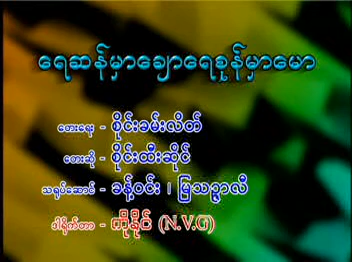 ရေဆန်မှာချောရေစုန်မှာမော
တေးရေး - စိုင်းခမ်းလိတ်
တေးဆို - စိုင်းထီးဆိုင်
သရုပ်ဆောင် - ခန့်ဝင်း ၊ မြသဉ္ဇာလီ
ဒါရိုက်တာ - ကိုနိုင် (N.V.G)